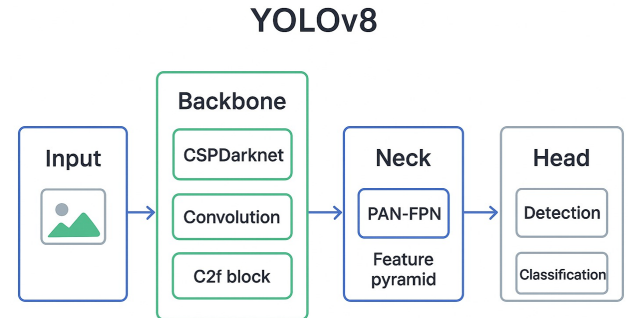 YOLOv8
Input
Backbone
CSPDarknet
Convolution
C2f block
Neck
PAN-FPN
Feature
pyramid
Head
Detection
Classification